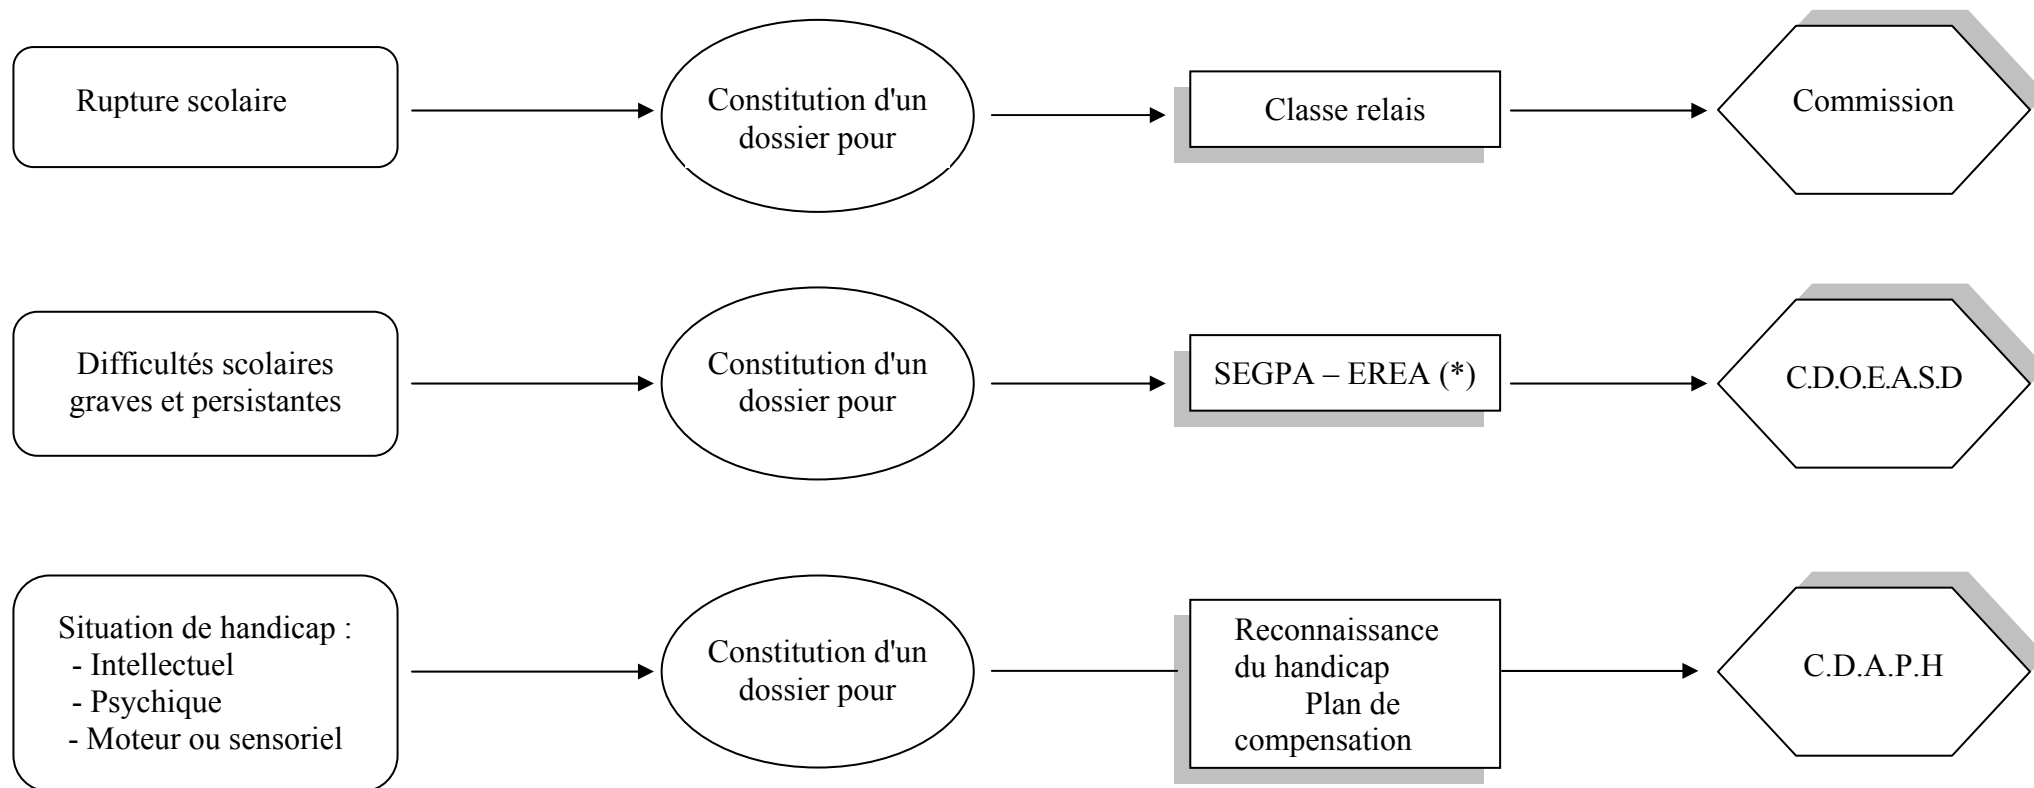 Rupture scolaire
Constitution d'un
dossier pour
Classe relais
Commission
Difficultés scolaires
graves et persistantes
Constitution d'un
dossier pour
SEGPA – EREA (*)
C.D.O.E.A.S.D
Situation de handicap :
- Intellectuel
- Psychique
- Moteur ou sensoriel
Constitution d'un
dossier pour
Reconnaissance
du handicap
Plan de
compensation
C.D.A.P.H